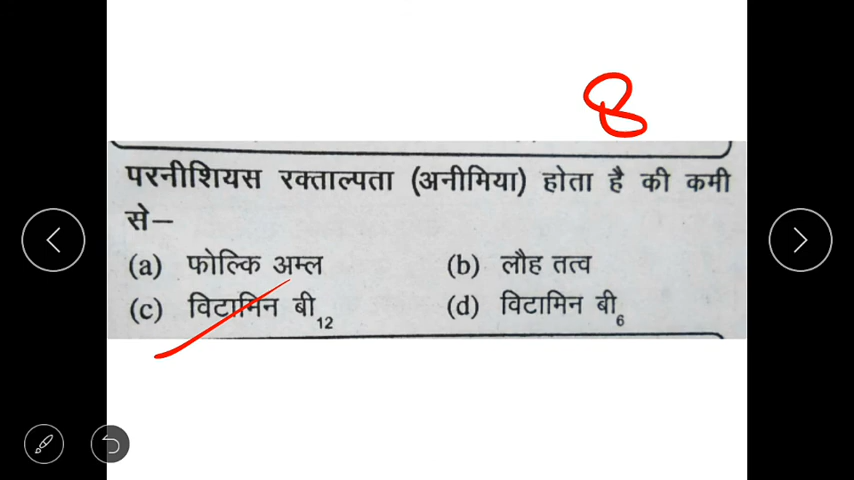 8
परनीशियस रक्ताल्पता (अनीमिया) होता है की कमी
से–
(a) फोल्कि अम्ल (b) लौह तत्व
(c) विटामिन बी12 (d) विटामिन बी6